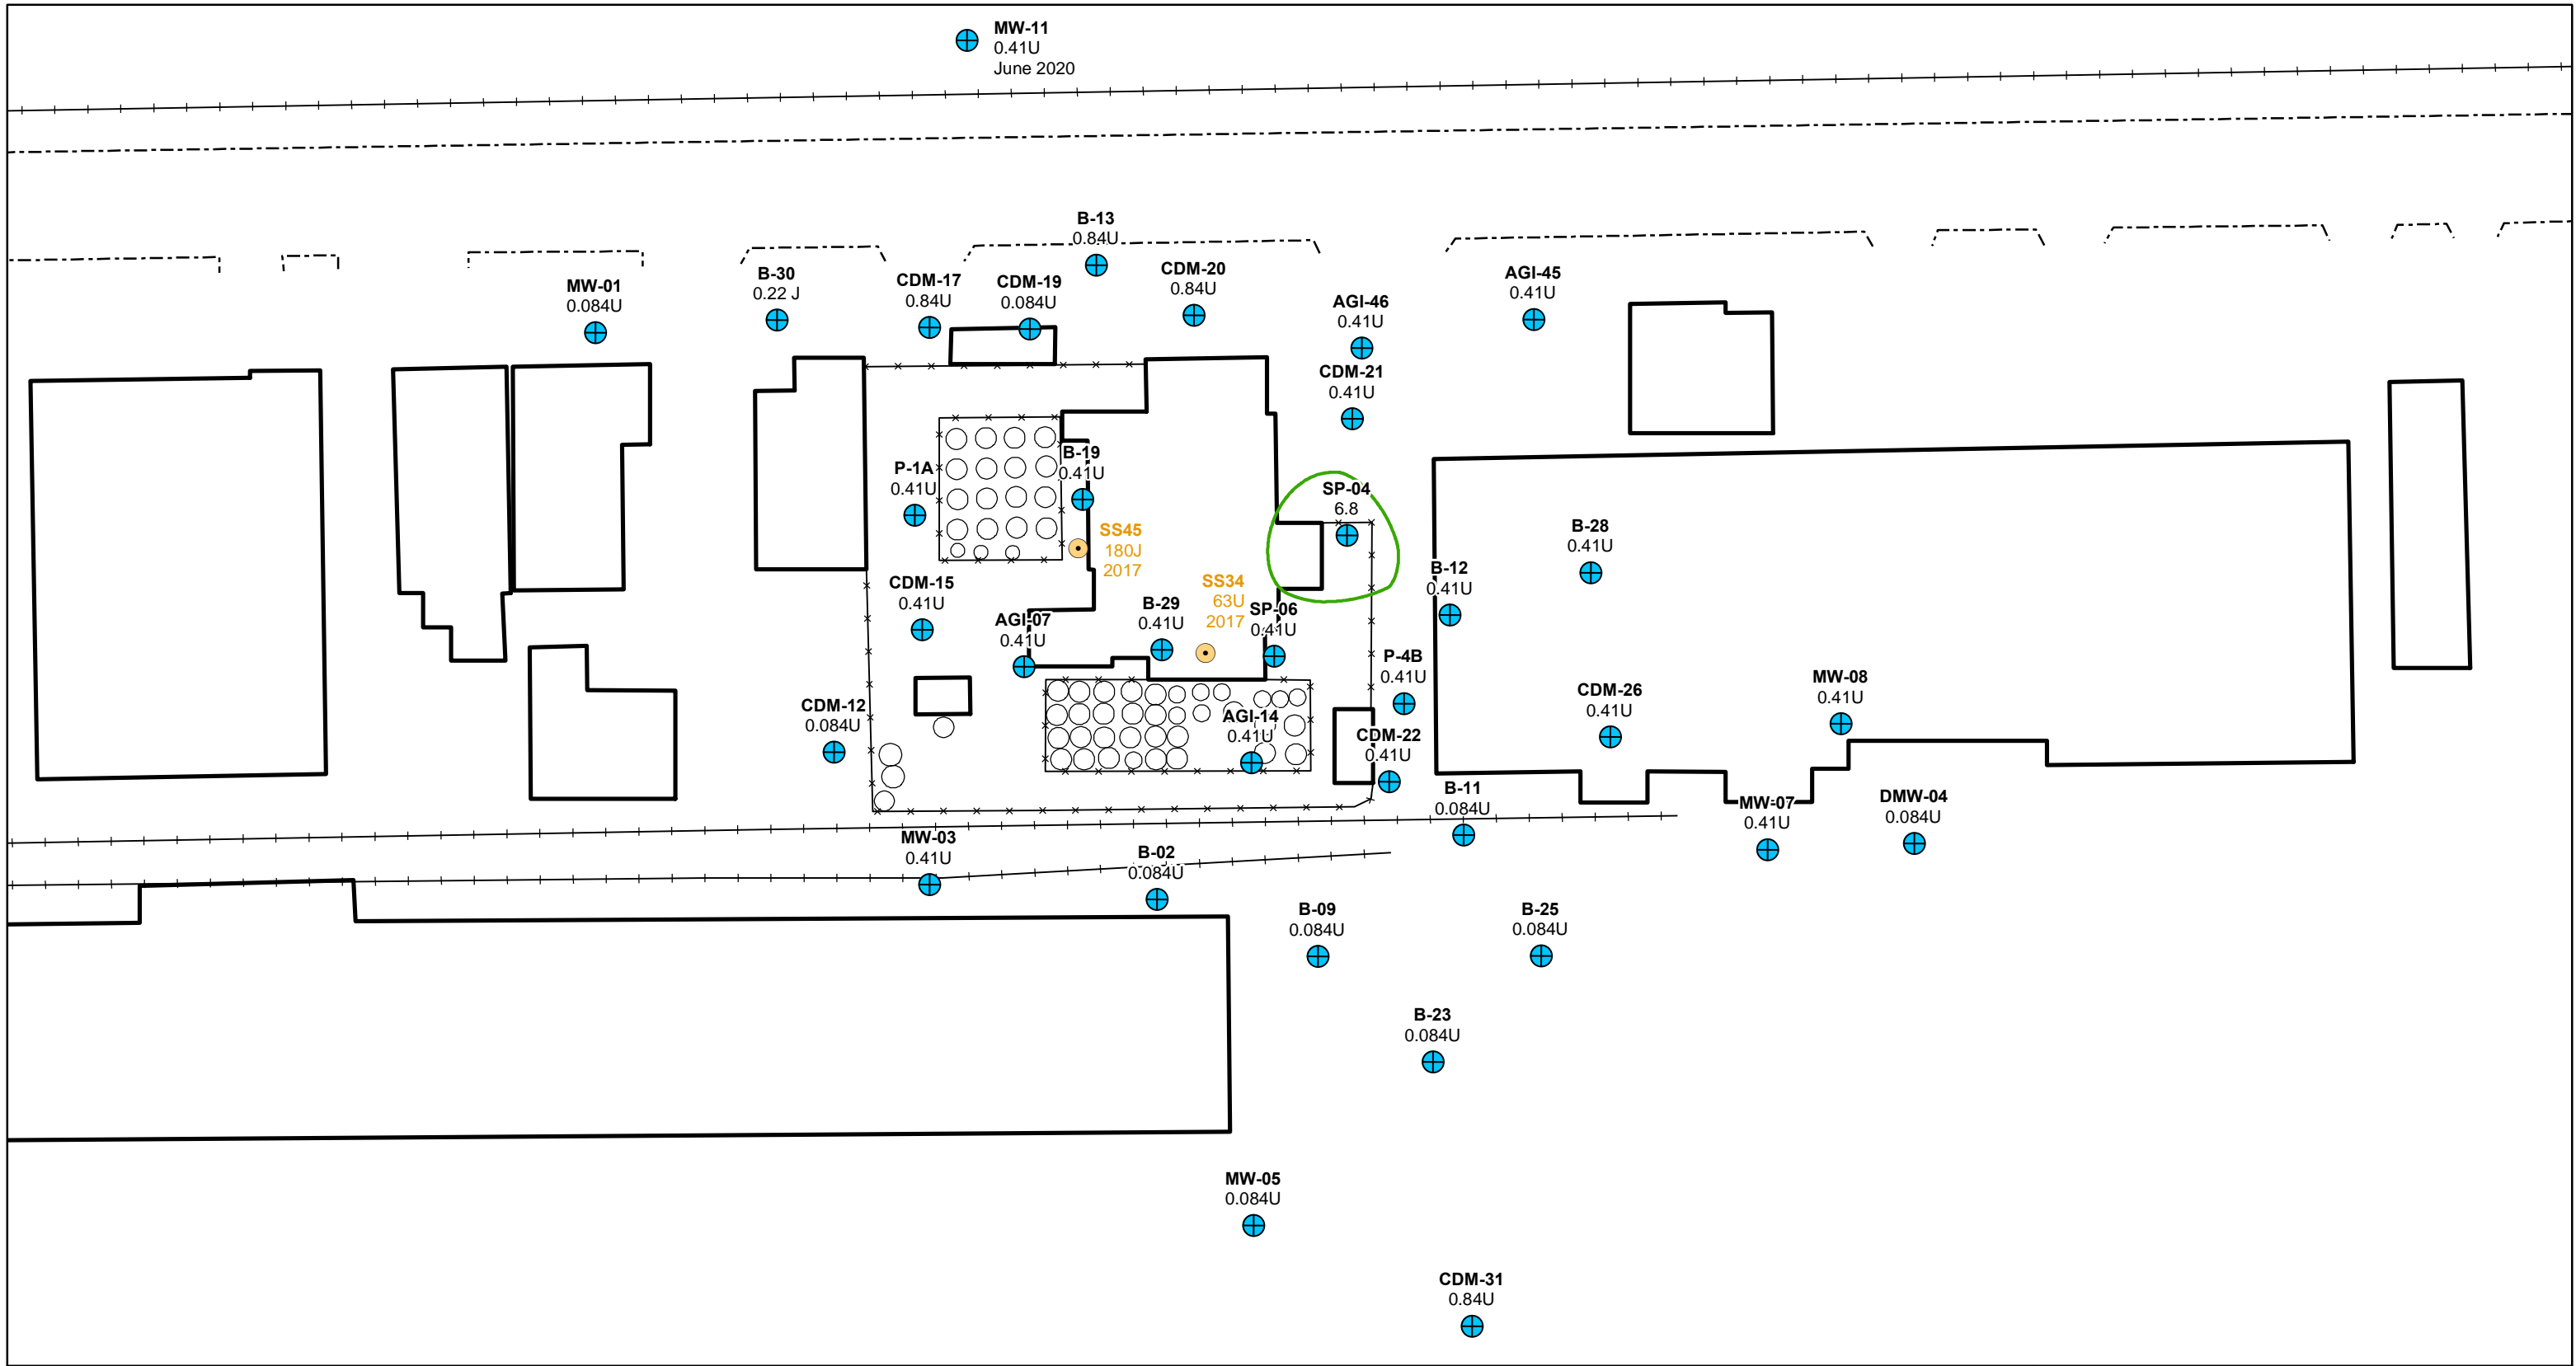 MW-11
0.41U
June 2020
B-13
0.84U
CDM-20
0.84U
AGI-45
0.41U
B-30
0.22 J
CDM-17
0.84U
CDM-19
0.084U
MW-01
0.084U
AGI-46
0.41U
CDM-21
0.41U
B-19
0.41U
P-1A
0.41U
SP-04
6.8
SS45
180J
2017
B-28
0.41U
B-12
0.41U
CDM-15
0.41U
SS34
63U
2017
B-29
0.41U
SP-06
0.41U
AGI-07
0.41U
P-4B
0.41U
MW-08
0.41U
CDM-26
0.41U
CDM-12
0.084U
AGI-14
0.41U
CDM-22
0.41U
B-11
0.084U
MW-07
0.41U
DMW-04
0.084U
MW-03
0.41U
B-02
0.084U
B-09
0.084U
B-25
0.084U
B-23
0.084U
MW-05
0.084U
CDM-31
0.84U